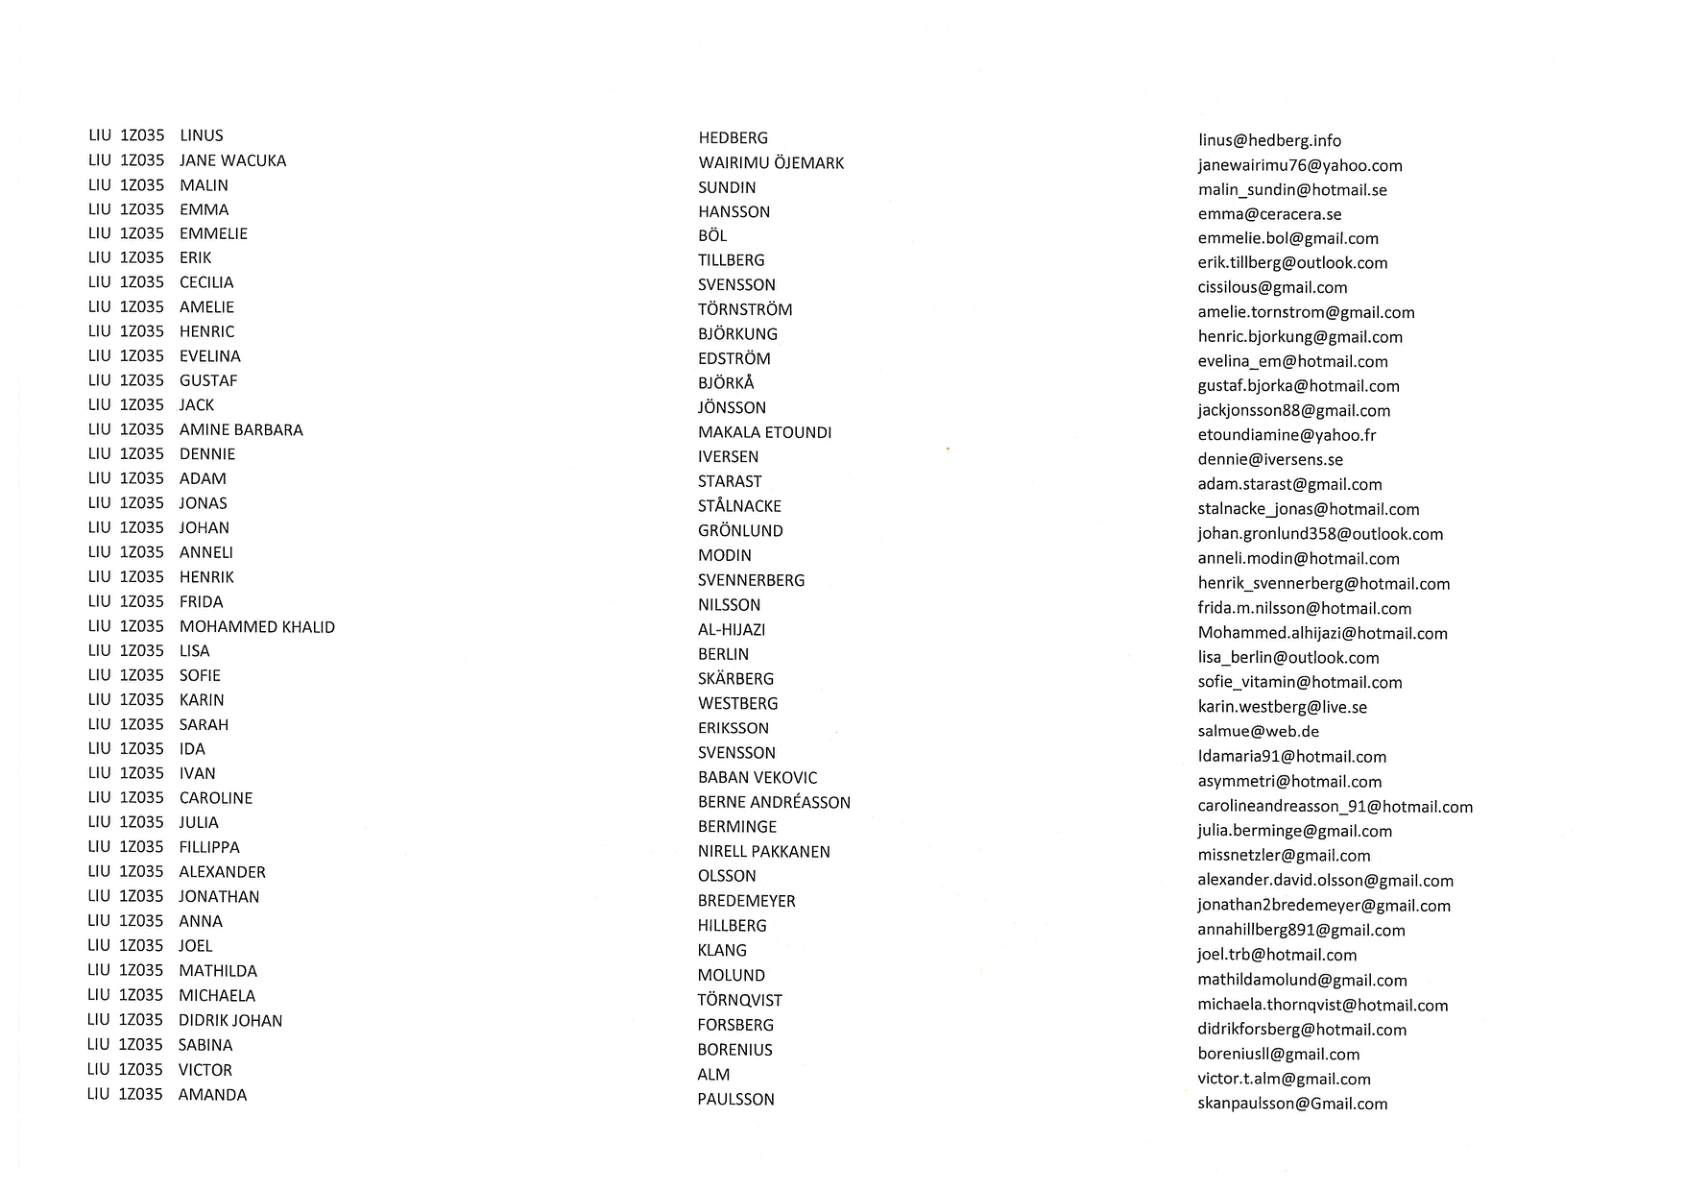 LIU 1Z035 LINUS HEDBERG linus@hedberg.info
LIU 1Z035 JANE WACUKA WAIRIMU ÖJEMARK janewairimu76@yahoo.com
LIU 1Z035 MALIN SUNDIN malin_sundin@hotmail.se
LIU 1Z035 EMMA HANSSON emma@ceracera.se
LIU 1Z035 EMMELIE BÖL emmelie.bol@gmail.com
LIU 1Z035 ERIK TILLBERG erik.tillberg@outlook.com
LIU 1Z035 CECILIA SVENSSON cissilous@gmail.com
LIU 1Z035 AMELIE TÖRNSTRÖM amelie.tornstrom@gmail.com
LIU 1Z035 HENRIC BJÖRKUNG henric.bjorkung@gmail.com
LIU 1Z035 EVELINA EDSTRÖM evelina_em@hotmail.com
LIU 1Z035 GUSTAF BJÖRKÅ gustaf.bjorka@hotmail.com
LIU 1Z035 JACK JÖNSSON jackjonsson88@gmail.com
LIU 1Z035 AMINE BARBARA MAKALA ETOUNDI etoundiamine@yahoo.fr
LIU 1Z035 DENNIE IVERSEN dennie@iversens.se
LIU 1Z035 ADAM STARAST adam.starast@gmail.com
LIU 1Z035 JONAS STÅLNACKE stalnacke_jonas@hotmail.com
LIU 1Z035 JOHAN GRÖNLUND johan.gronlund358@outlook.com
LIU 1Z035 ANNELI MODIN anneli.modin@hotmail.com
LIU 1Z035 HENRIK SVENNERBERG henrik_svennerberg@hotmail.com
LIU 1Z035 FRIDA NILSSON frida.m.nilsson@hotmail.com
LIU 1Z035 MOHAMMED KHALID AL-HIJAZI Mohammed.alhijazi@hotmail.com
LIU 1Z035 LISA BERLIN lisa_berlin@outlook.com
LIU 1Z035 SOFIE SKÄRBERG sofie_vitamin@hotmail.com
LIU 1Z035 KARIN WESTBERG karin.westberg@live.se
LIU 1Z035 SARAH ERIKSSON salmue@web.de
LIU 1Z035 IDA SVENSSON Idamaria91@hotmail.com
LIU 1Z035 IVAN BABAN VEKOVIC asymmetri@hotmail.com
LIU 1Z035 CAROLINE BERNE ANDRÉASSON carolineandreasson_91@hotmail.com
LIU 1Z035 JULIA BERMINGE julia.berminge@gmail.com
LIU 1Z035 FILLIPPA NIRELL PAKKANEN missnetzler@gmail.com
LIU 1Z035 ALEXANDER OLSSON alexander.david.olsson@gmail.com
LIU 1Z035 JONATHAN BREDEMEYER jonathan2bredemeyer@gmail.com
LIU 1Z035 ANNA HILLBERG annahillberg891@gmail.com
LIU 1Z035 JOEL KLANG joel.trb@hotmail.com
LIU 1Z035 MATHILDA MOLUND mathildamolund@gmail.com
LIU 1Z035 MICHAELA TÖRNQVIST michaela.thornqvist@hotmail.com
LIU 1Z035 DIDRIK JOHAN FORSBERG didrikforsberg@hotmail.com
LIU 1Z035 SABINA BORENIUS boreniusll@gmail.com
LIU 1Z035 VICTOR ALM victor.t.alm@gmail.com
LIU 1Z035 AMANDA PAULSSON skanpaulsson@Gmail.com